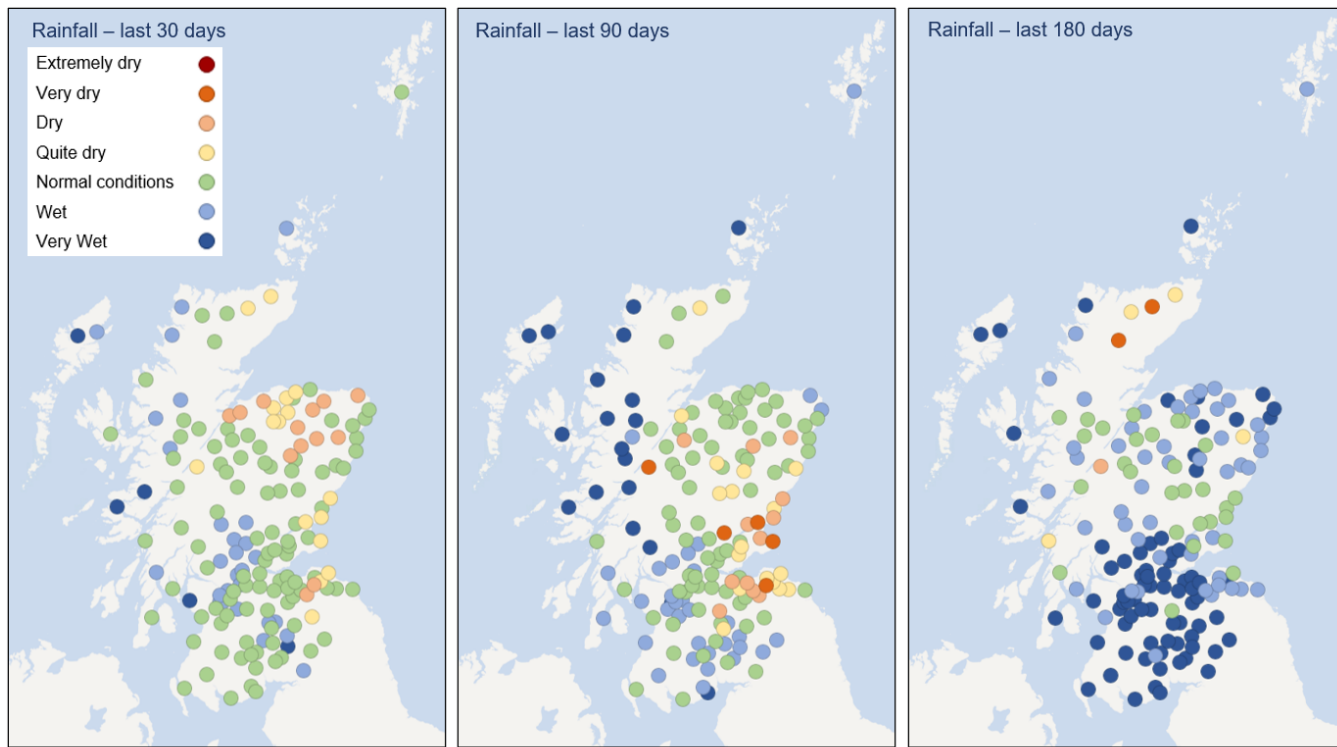 Rainfall – last 30 days
Extremely dry
Very dry
Dry
Quite dry
Normal conditions
Wet
Very Wet
Rainfall – last 90 days
Rainfall – last 180 days